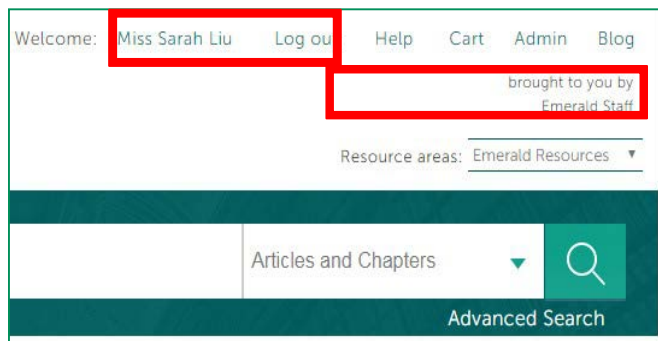 Welcome: Miss Sarah Liu Log ou Help Cart Admin Blog
brought to you by
Emerald Staff
Resource areas: Emerald Resources
Articles and Chapters
Advanced Search